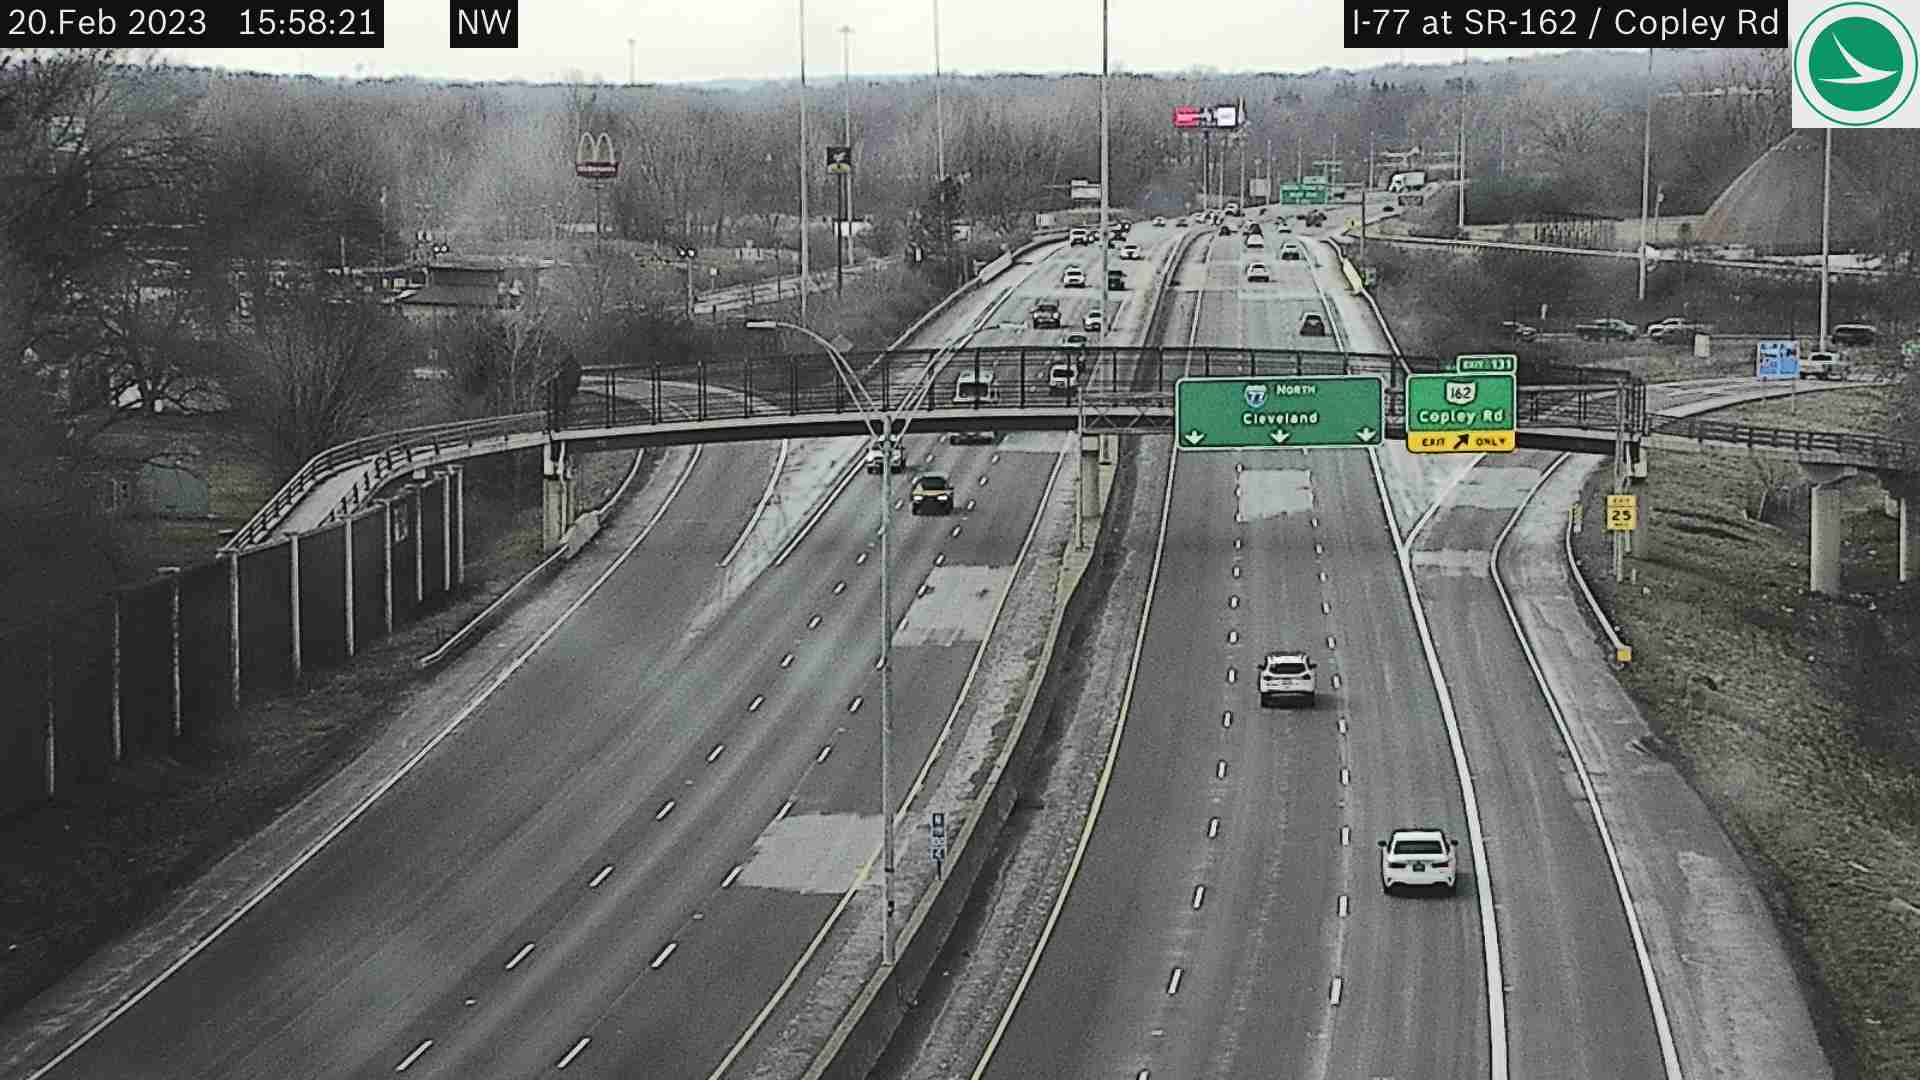 20.Feb 2023 15:58:21
NW
I-77 at SR-162 / Copley Rd
McDonald's
EXIT 131
77 NORTH
Cleveland
162
Copley Rd
EXIT ONLY
EXIT
25